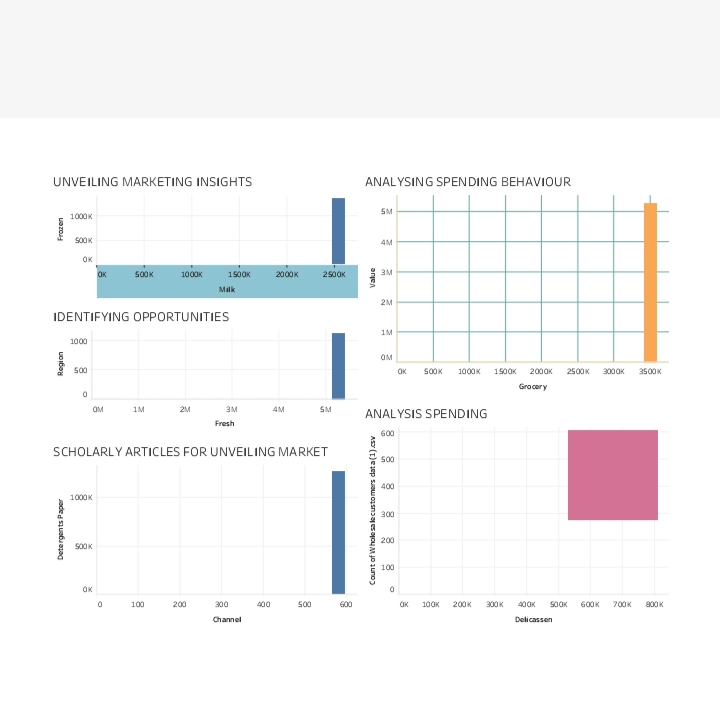 UNVEILING MARKETING INSIGHTS
Frozen
1000K
500K
0K
0K 500K 1000K 1500K 2000K 2500K
Milk
IDENTIFYING OPPORTUNITIES
Region
1000
500
0
0M 1M 2M 3M 4M 5M
Fresh
SCHOLARLY ARTICLES FOR UNVEILING MARKET
Detergents Paper
1000K
500K
0K
0 100 200 300 400 500 600
Channel
ANALYSING SPENDING BEHAVIOUR
Value
5M
4M
3M
2M
1M
0M
0K 500K 1000K 1500K 2000K 2500K 3000K 3500K
Grocery
ANALYSIS SPENDING
Count of Wholesale customers data (1).csv
600
500
400
300
200
100
0
0K 100K 200K 300K 400K 500K 600K 700K 800K
Delicassen